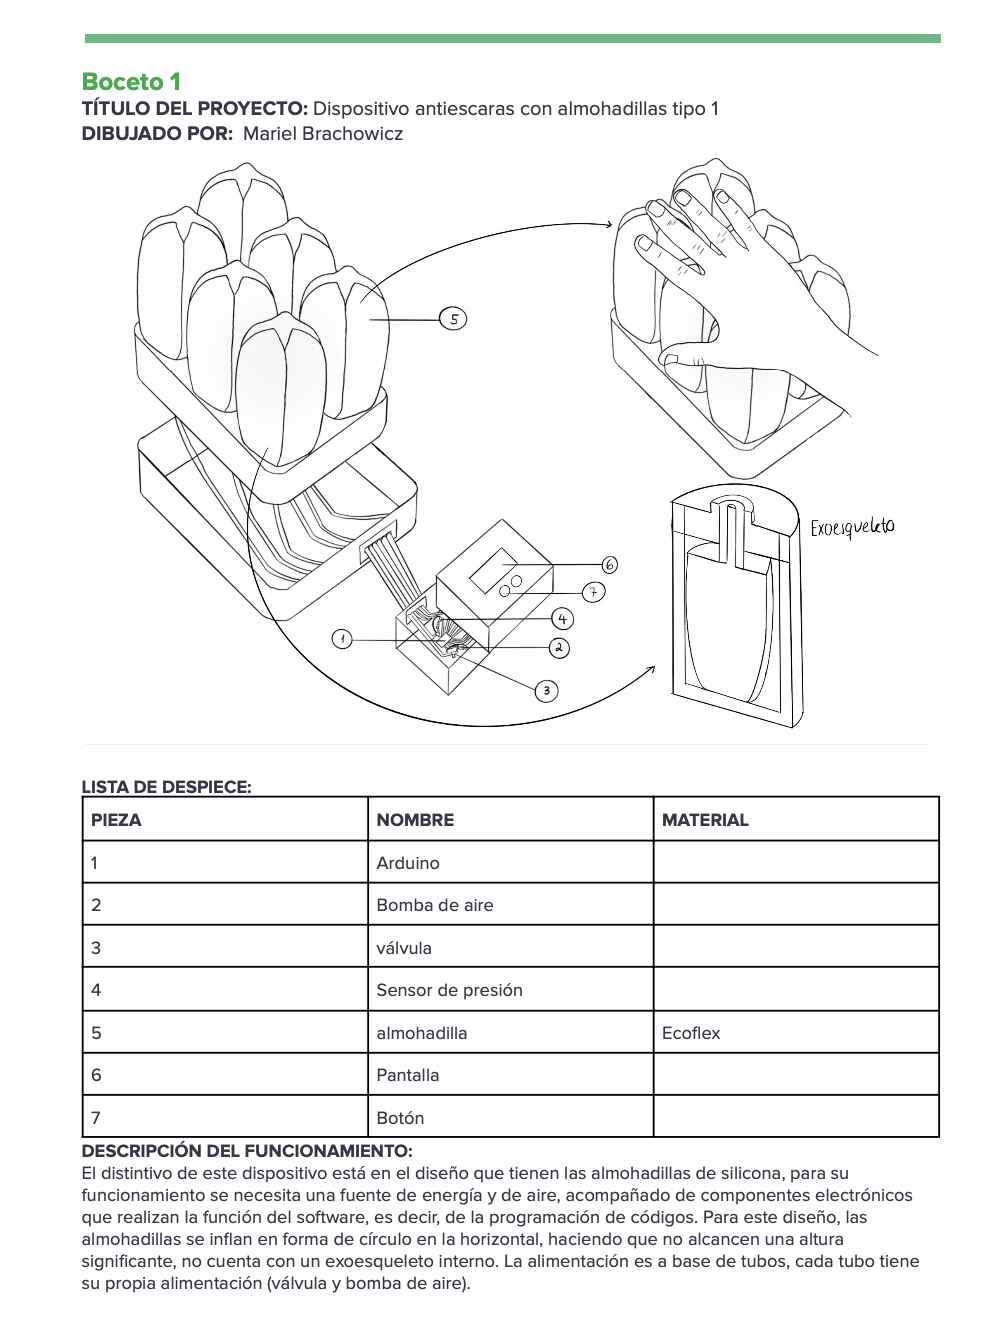 Boceto 1
TÍTULO DEL PROYECTO: Dispositivo antiescaras con almohadillas tipo 1
DIBUJADO POR: Mariel Brachowicz
5
Exoesqueleto
6
7
4
1
2
3
LISTA DE DESPIECE:
PIEZA NOMBRE MATERIAL
1 Arduino
2 Bomba de aire
3 válvula
4 Sensor de presión
5 almohadilla Ecoflex
6 Pantalla
7 Botón
DESCRIPCIÓN DEL FUNCIONAMIENTO:
El distintivo de este dispositivo está en el diseño que tienen las almohadillas de silicona, para su
funcionamiento se necesita una fuente de energía y de aire, acompañado de componentes electrónicos
que realizan la función del software, es decir, de la programación de códigos. Para este diseño, las
almohadillas se inflan en forma de círculo en la horizontal, haciendo que no alcancen una altura
significante, no cuenta con un exoesqueleto interno. La alimentación es a base de tubos, cada tubo tiene
su propia alimentación (válvula y bomba de aire).